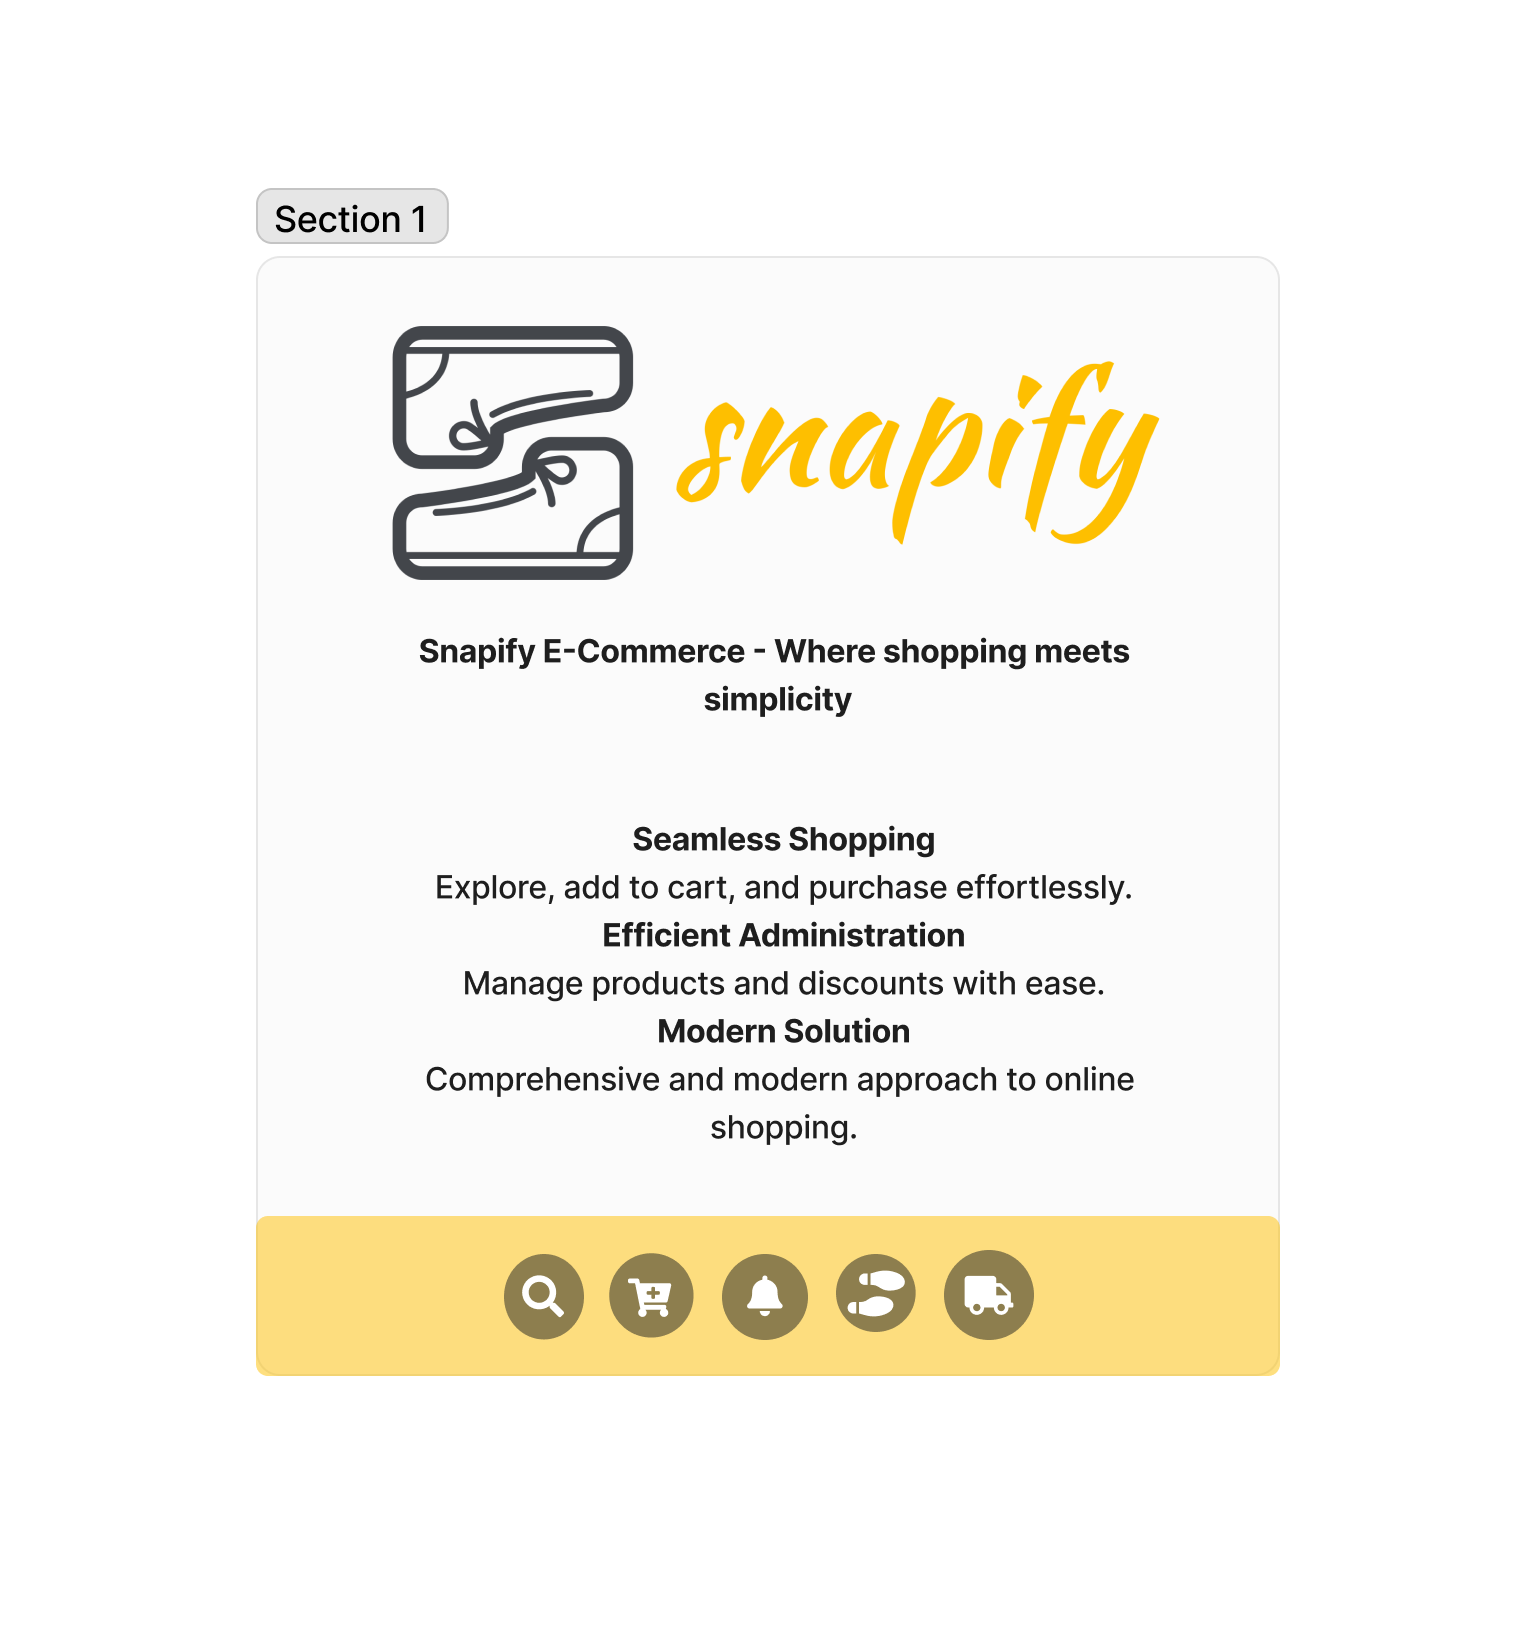 Section 1
snapify
Snapify E-Commerce - Where shopping meets
simplicity
Seamless Shopping
Explore, add to cart, and purchase effortlessly.
Efficient Administration
Manage products and discounts with ease.
Modern Solution
Comprehensive and modern approach to online
shopping.